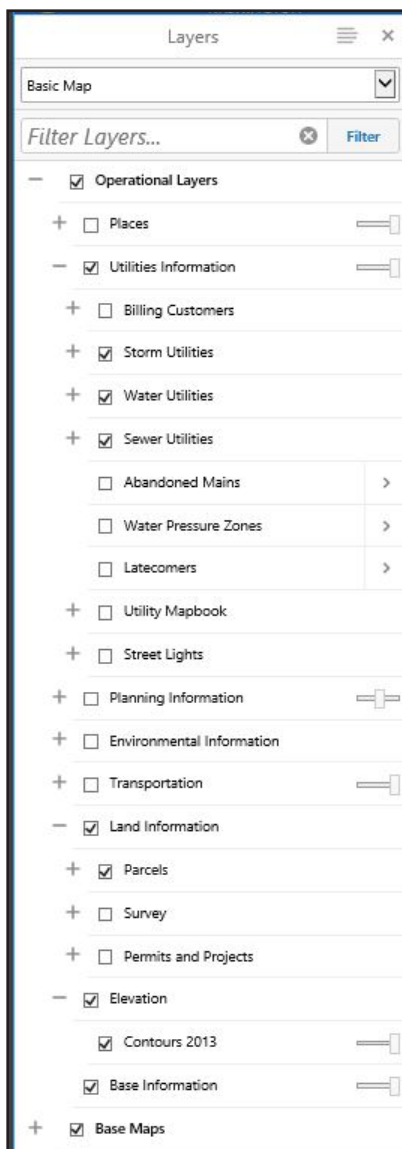 Layers
Basic Map
Filter Layers...
Filter
Operational Layers
Places
Utilities Information
Billing Customers
Storm Utilities
Water Utilities
Sewer Utilities
Abandoned Mains
Water Pressure Zones
Latecomers
Utility Mapbook
Street Lights
Planning Information
Environmental Information
Transportation
Land Information
Parcels
Survey
Permits and Projects
Elevation
Contours 2013
Base Information
Base Maps